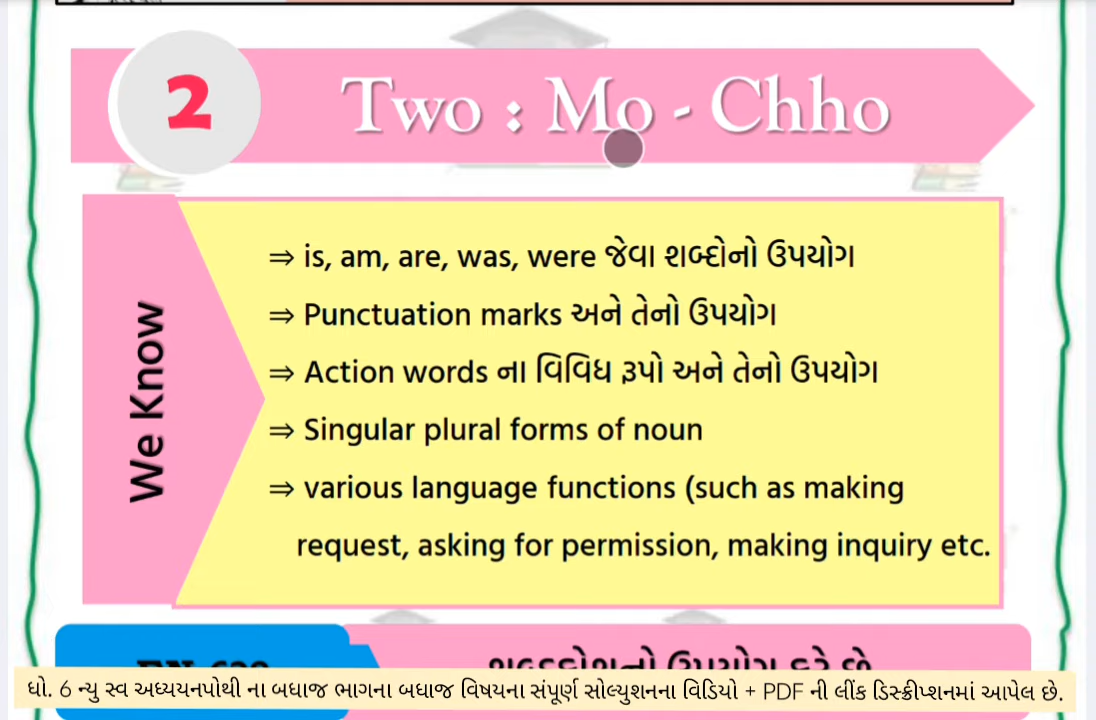 2
Two : Mo - Chho
We Know
⇒ is, am, are, was, were જેવા શબ્દોનો ઉપયોગ
⇒ Punctuation marks અને તેનો ઉપયોગ
⇒ Action words ના વિવિધ રૂપો અને તેનો ઉપયોગ
⇒ Singular plural forms of noun
⇒ various language functions (such as making
request, asking for permission, making inquiry etc.
ધો. 6 ન્યુ સ્વ અધ્યયનપોથી ના બધાજ ભાગના બધાજ વિષયના સંપૂર્ણ સોલ્યુશનના વિડિયો + PDF ની લીંક ડિસ્ક્રીપ્શનમાં આપેલ છે.